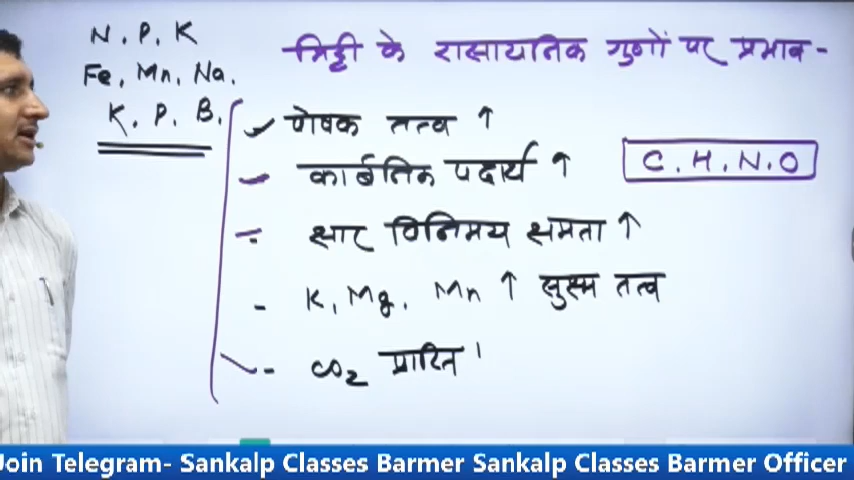 N. P. K
Fe, Mn, Na.
K. P. B.
मिट्टी के रासायनिक गुणों पर प्रभाव -
पोषक तत्व ↑
कार्बनिक पदार्थ ↑
C. H. N. O
क्षार विनिमय क्षमता ↑
- K, Mg, Mn ↑ सुक्ष्म तत्व
- CO2 प्राप्ति
Join Telegram- Sankalp Classes Barmer Sankalp Classes Barmer Officer